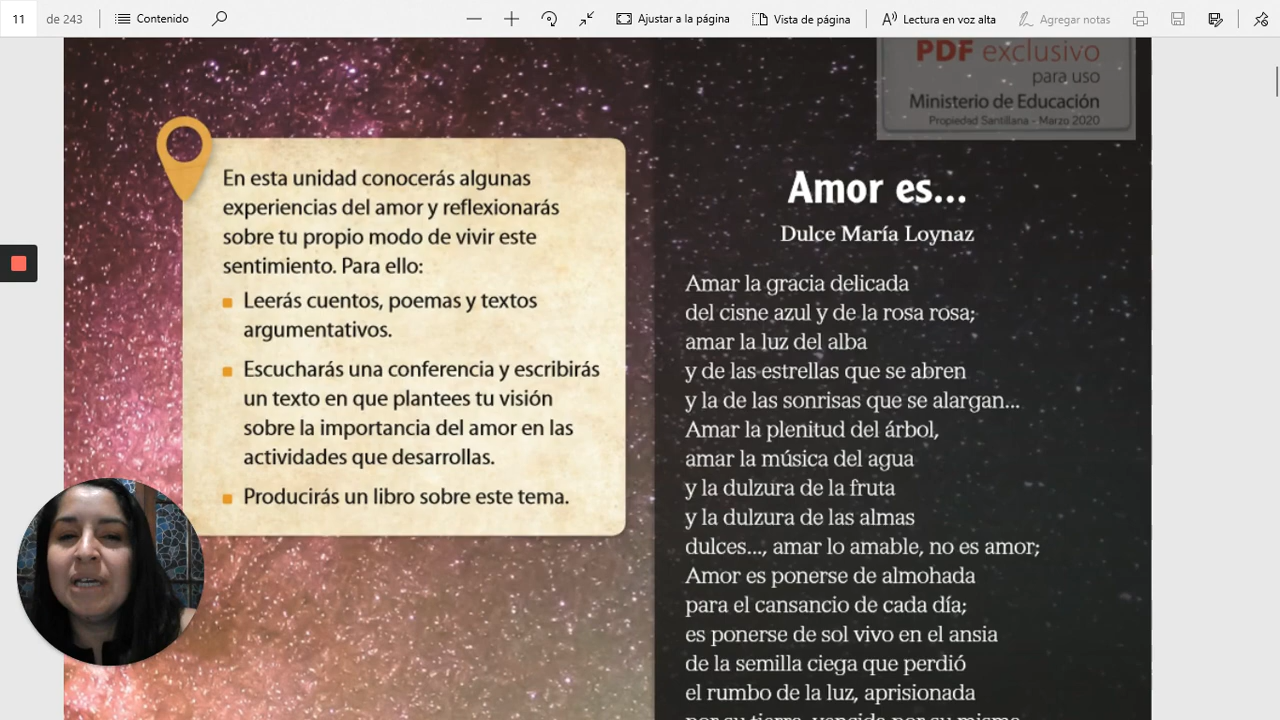 11 de 243 Contenido Ajustar a la página Vista de página Lectura en voz alta Agregar notas
En esta unidad conocerás algunas
experiencias del amor y reflexionarás
sobre tu propio modo de vivir este
sentimiento. Para ello:
Leerás cuentos, poemas y textos
argumentativos.
Escucharás una conferencia y escribirás
un texto en que plantees tu visión
sobre la importancia del amor en las
actividades que desarrollas.
Producirás un libro sobre este tema.
PDF exclusivo
para uso
Ministerio de Educación
Propiedad Santillana - Marzo 2020
Amor es...
Dulce María Loynaz
Amar la gracia delicada
del cisne azul y de la rosa rosa;
amar la luz del alba
y de las estrellas que se abren
y la de las sonrisas que se alargan...
Amar la plenitud del árbol,
amar la música del agua
y la dulzura de la fruta
y la dulzura de las almas
dulces..., amar lo amable, no es amor;
Amor es ponerse de almohada
para el cansancio de cada día;
es ponerse de sol vivo en el ansia
de la semilla ciega que perdió
el rumbo de la luz, aprisionada
por su tierra, vencida por su misma